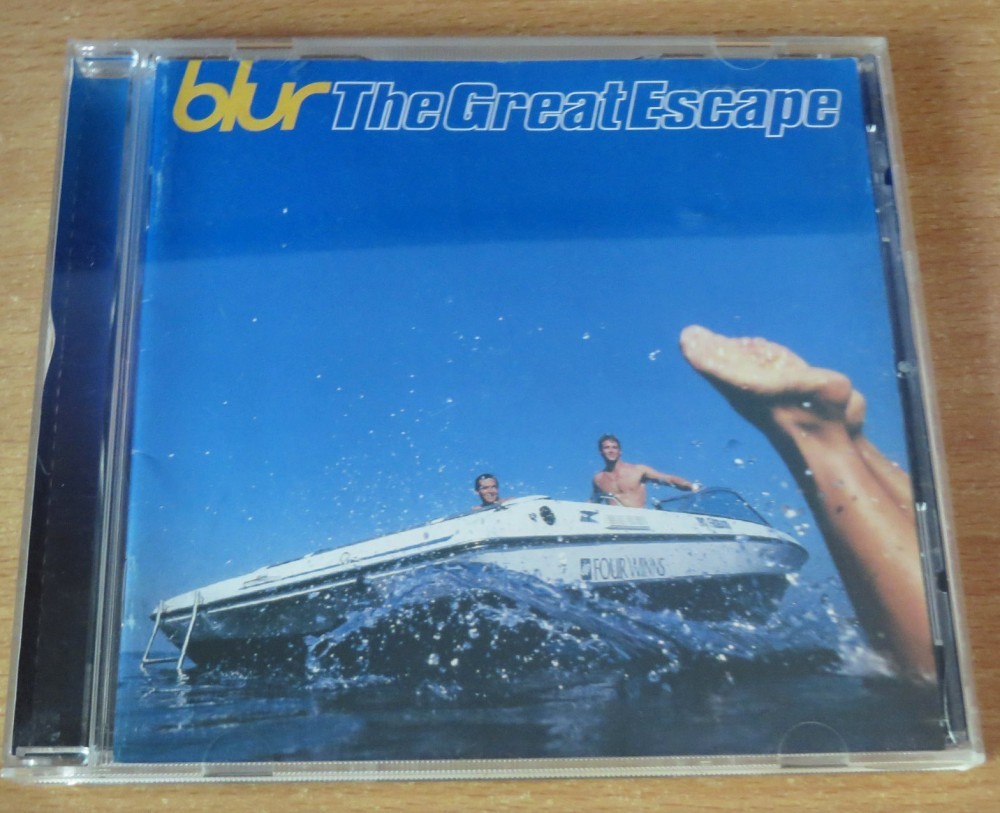 blur The Great Escape
FOUR WINNS